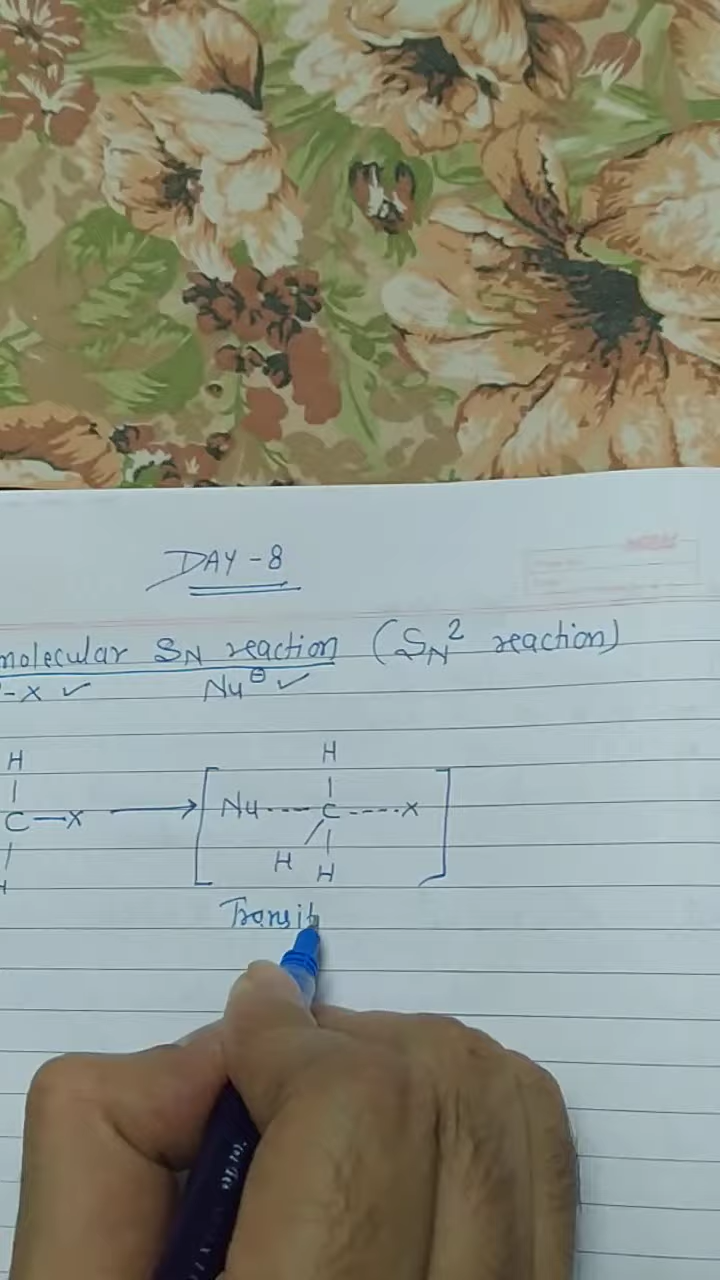 DAY - 8
molecular SN reaction (SN² reaction)
- X ✓ Nu⊖ ✓
H H
C — X → [ Nu ---- C ---- X ]
H H H
Transit